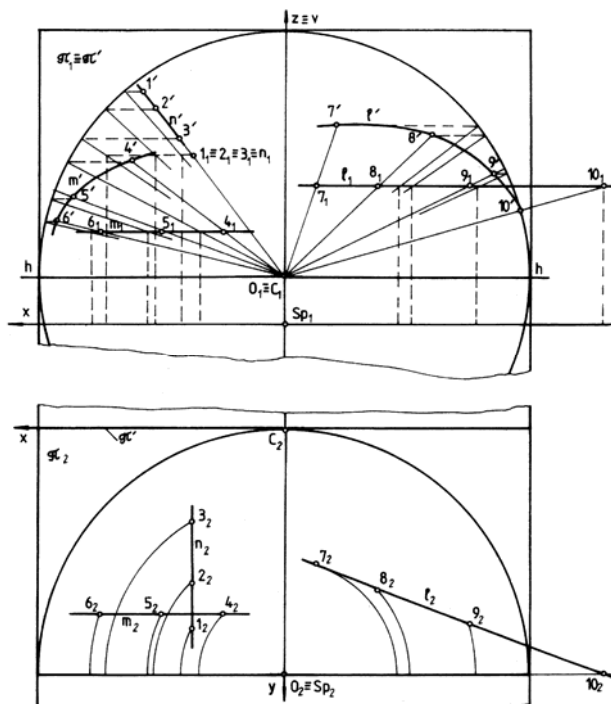 z≡v
π₁≡π'
1'
2'
n'
3'
7'
l'
8'
4'
1₁≡2₁≡3₁≡n₁
9'
l₁
8₁
9₁
10₁
7₁
m'
5'
6'
6₁
m₁
5₁
4₁
10'
h
h
O₁≡C₁
x
Sp₁
x
π'
C₂
π₂
3₂
n₂
7₂
2₂
8₂
l₂
6₂
5₂
4₂
m₂
9₂
1₂
y
O₂≡Sp₂
10₂